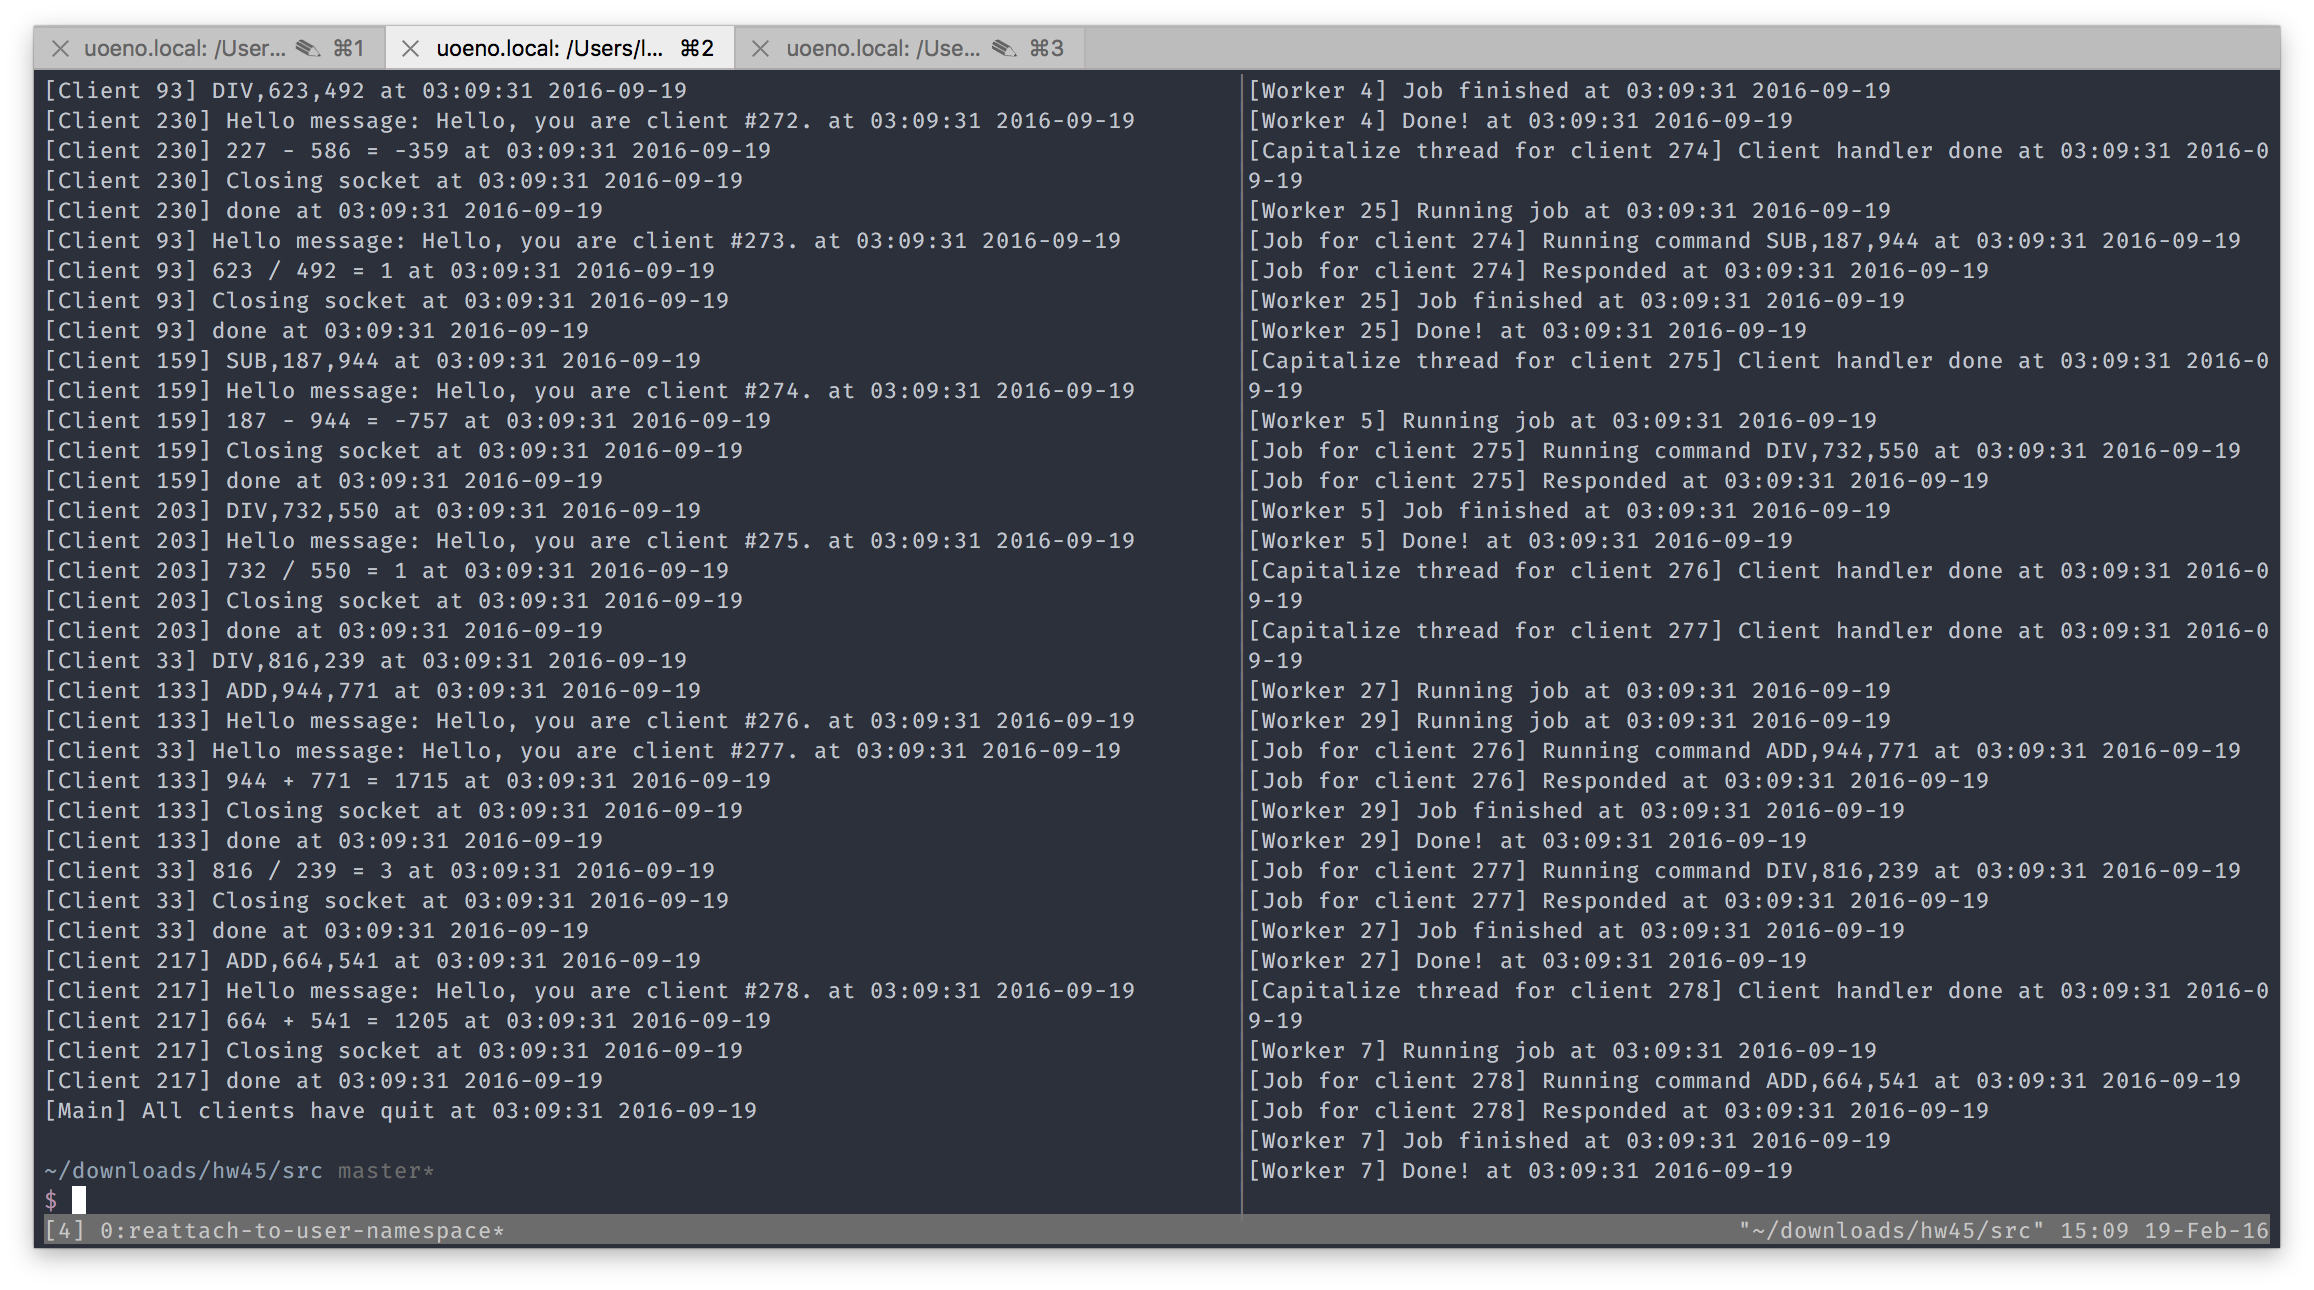 uoeno.local: /User... ⌘1
uoeno.local: /Users/l... ⌘2
uoeno.local: /Use... ⌘3
[Client 93] DIV,623,492 at 03:09:31 2016-09-19
[Client 230] Hello message: Hello, you are client #272. at 03:09:31 2016-09-19
[Client 230] 227 - 586 = -359 at 03:09:31 2016-09-19
[Client 230] Closing socket at 03:09:31 2016-09-19
[Client 230] done at 03:09:31 2016-09-19
[Client 93] Hello message: Hello, you are client #273. at 03:09:31 2016-09-19
[Client 93] 623 / 492 = 1 at 03:09:31 2016-09-19
[Client 93] Closing socket at 03:09:31 2016-09-19
[Client 93] done at 03:09:31 2016-09-19
[Client 159] SUB,187,944 at 03:09:31 2016-09-19
[Client 159] Hello message: Hello, you are client #274. at 03:09:31 2016-09-19
[Client 159] 187 - 944 = -757 at 03:09:31 2016-09-19
[Client 159] Closing socket at 03:09:31 2016-09-19
[Client 159] done at 03:09:31 2016-09-19
[Client 203] DIV,732,550 at 03:09:31 2016-09-19
[Client 203] Hello message: Hello, you are client #275. at 03:09:31 2016-09-19
[Client 203] 732 / 550 = 1 at 03:09:31 2016-09-19
[Client 203] Closing socket at 03:09:31 2016-09-19
[Client 203] done at 03:09:31 2016-09-19
[Client 33] DIV,816,239 at 03:09:31 2016-09-19
[Client 133] ADD,944,771 at 03:09:31 2016-09-19
[Client 133] Hello message: Hello, you are client #276. at 03:09:31 2016-09-19
[Client 33] Hello message: Hello, you are client #277. at 03:09:31 2016-09-19
[Client 133] 944 + 771 = 1715 at 03:09:31 2016-09-19
[Client 133] Closing socket at 03:09:31 2016-09-19
[Client 133] done at 03:09:31 2016-09-19
[Client 33] 816 / 239 = 3 at 03:09:31 2016-09-19
[Client 33] Closing socket at 03:09:31 2016-09-19
[Client 33] done at 03:09:31 2016-09-19
[Client 217] ADD,664,541 at 03:09:31 2016-09-19
[Client 217] Hello message: Hello, you are client #278. at 03:09:31 2016-09-19
[Client 217] 664 + 541 = 1205 at 03:09:31 2016-09-19
[Client 217] Closing socket at 03:09:31 2016-09-19
[Client 217] done at 03:09:31 2016-09-19
[Main] All clients have quit at 03:09:31 2016-09-19
~/downloads/hw45/src master*
$
[Worker 4] Job finished at 03:09:31 2016-09-19
[Worker 4] Done! at 03:09:31 2016-09-19
[Capitalize thread for client 274] Client handler done at 03:09:31 2016-0
9-19
[Worker 25] Running job at 03:09:31 2016-09-19
[Job for client 274] Running command SUB,187,944 at 03:09:31 2016-09-19
[Job for client 274] Responded at 03:09:31 2016-09-19
[Worker 25] Job finished at 03:09:31 2016-09-19
[Worker 25] Done! at 03:09:31 2016-09-19
[Capitalize thread for client 275] Client handler done at 03:09:31 2016-0
9-19
[Worker 5] Running job at 03:09:31 2016-09-19
[Job for client 275] Running command DIV,732,550 at 03:09:31 2016-09-19
[Job for client 275] Responded at 03:09:31 2016-09-19
[Worker 5] Job finished at 03:09:31 2016-09-19
[Worker 5] Done! at 03:09:31 2016-09-19
[Capitalize thread for client 276] Client handler done at 03:09:31 2016-0
9-19
[Capitalize thread for client 277] Client handler done at 03:09:31 2016-0
9-19
[Worker 27] Running job at 03:09:31 2016-09-19
[Worker 29] Running job at 03:09:31 2016-09-19
[Job for client 276] Running command ADD,944,771 at 03:09:31 2016-09-19
[Job for client 276] Responded at 03:09:31 2016-09-19
[Worker 29] Job finished at 03:09:31 2016-09-19
[Worker 29] Done! at 03:09:31 2016-09-19
[Job for client 277] Running command DIV,816,239 at 03:09:31 2016-09-19
[Job for client 277] Responded at 03:09:31 2016-09-19
[Worker 27] Job finished at 03:09:31 2016-09-19
[Worker 27] Done! at 03:09:31 2016-09-19
[Capitalize thread for client 278] Client handler done at 03:09:31 2016-0
9-19
[Worker 7] Running job at 03:09:31 2016-09-19
[Job for client 278] Running command ADD,664,541 at 03:09:31 2016-09-19
[Job for client 278] Responded at 03:09:31 2016-09-19
[Worker 7] Job finished at 03:09:31 2016-09-19
[Worker 7] Done! at 03:09:31 2016-09-19
[4] 0:reattach-to-user-namespace* "~/downloads/hw45/src" 15:09 19-Feb-16